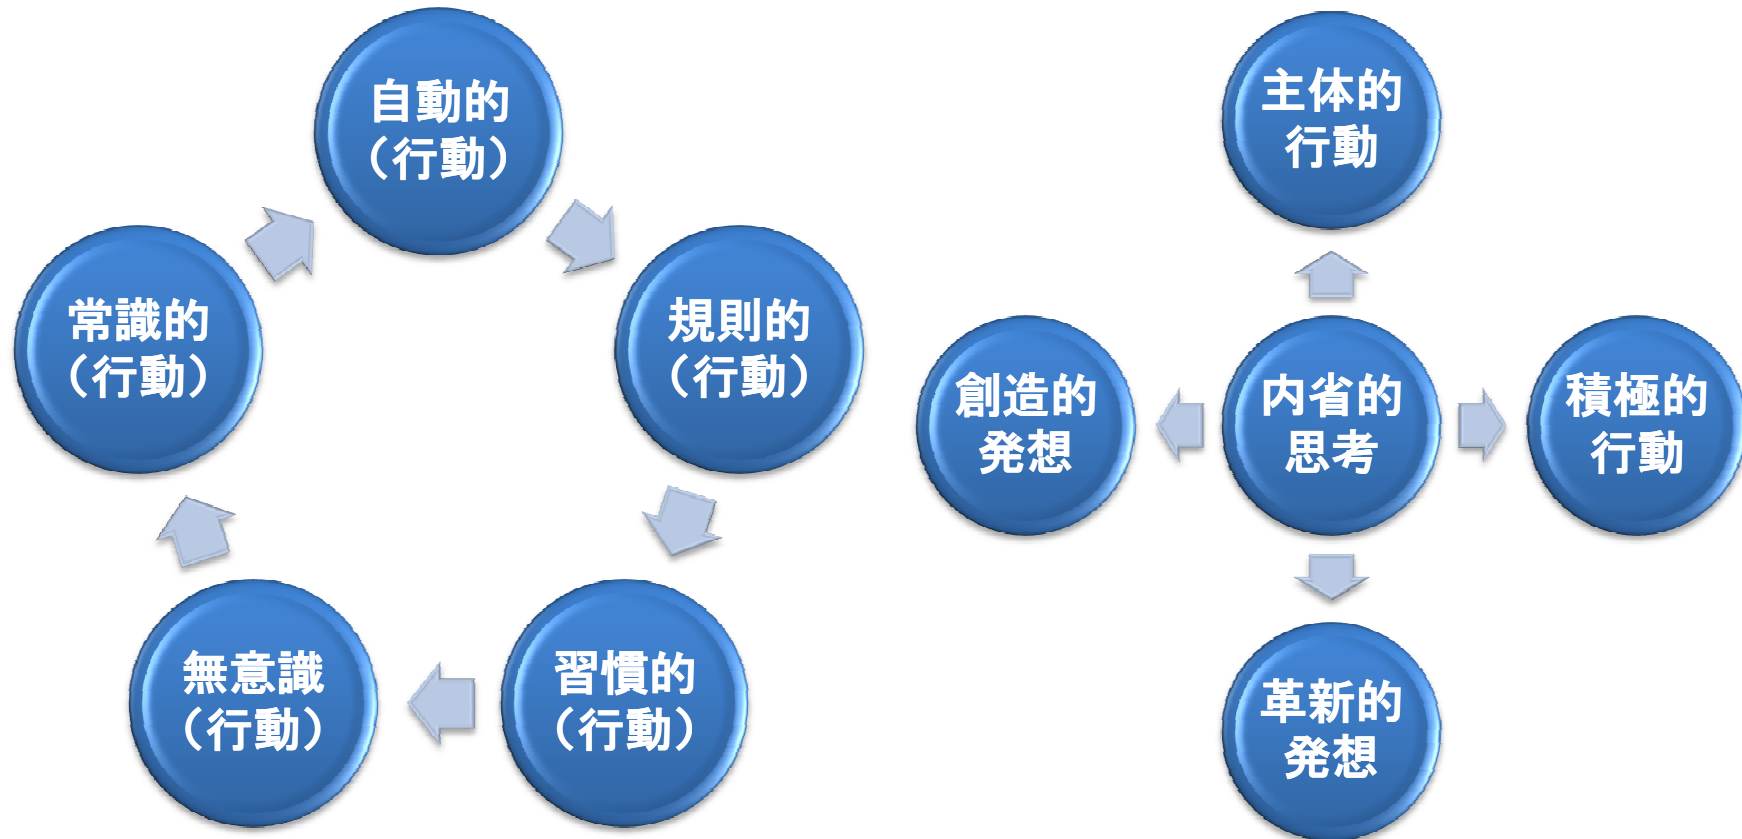 自動的
（行動）
規則的
（行動）
習慣的
（行動）
無意識
（行動）
常識的
（行動）
主体的
行動
創造的
発想
内省的
思考
積極的
行動
革新的
発想